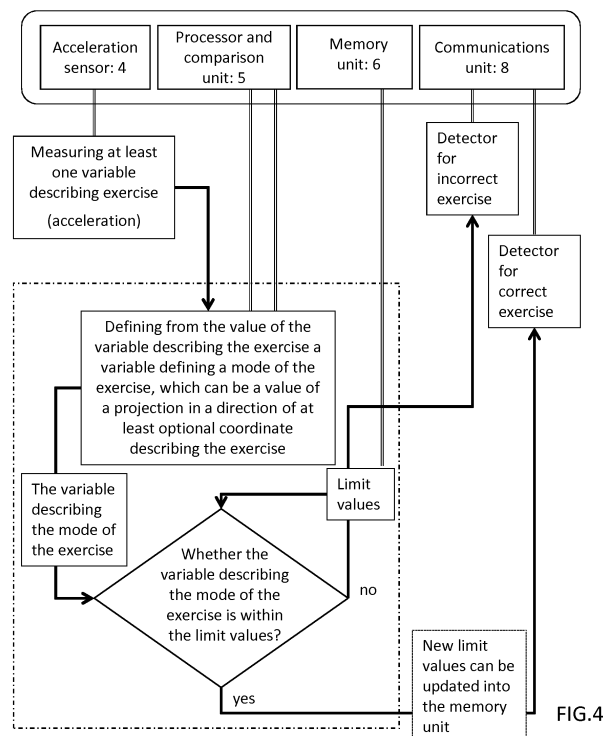 Acceleration
sensor: 4
Processor and
comparison
unit: 5
Memory
unit: 6
Communications
unit: 8
Measuring at least
one variable
describing exercise
(acceleration)
Detector
for
incorrect
exercise
Detector
for
correct
exercise
Defining from the value of the
variable describing the exercise a
variable defining a mode of the
exercise, which can be a value of
a projection in a direction of at
least optional coordinate
describing the exercise
The variable
describing
the mode of
the exercise
Limit
values
Whether the
variable describing
the mode of the
exercise is within
the limit values?
no
yes
New limit
values can be
updated into
the memory
unit
FIG.4